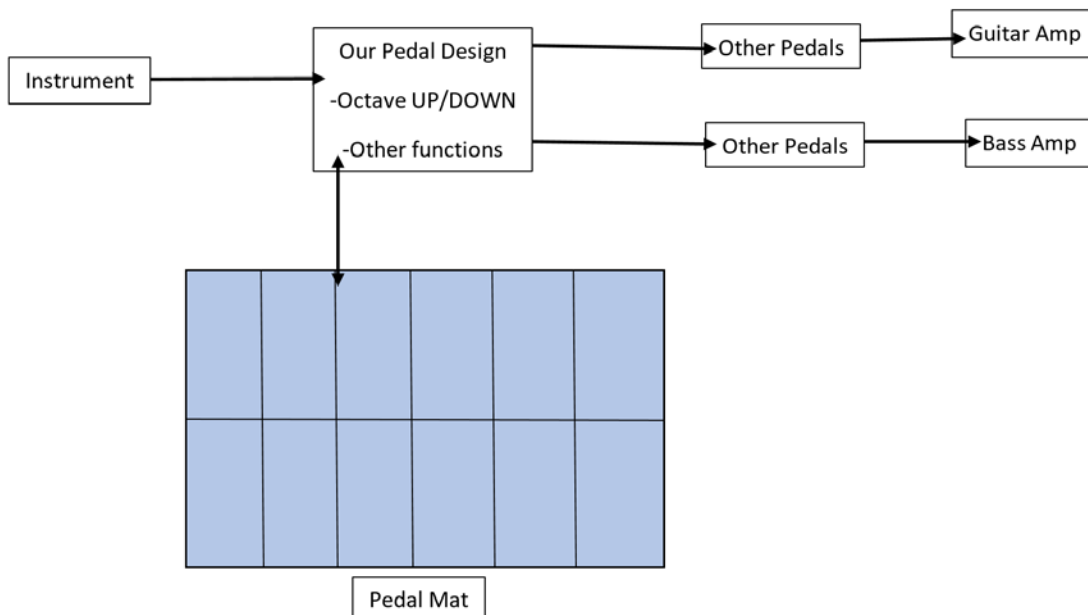 Instrument
Our Pedal Design
-Octave UP/DOWN
-Other functions
Other Pedals
Guitar Amp
Other Pedals
Bass Amp
Pedal Mat